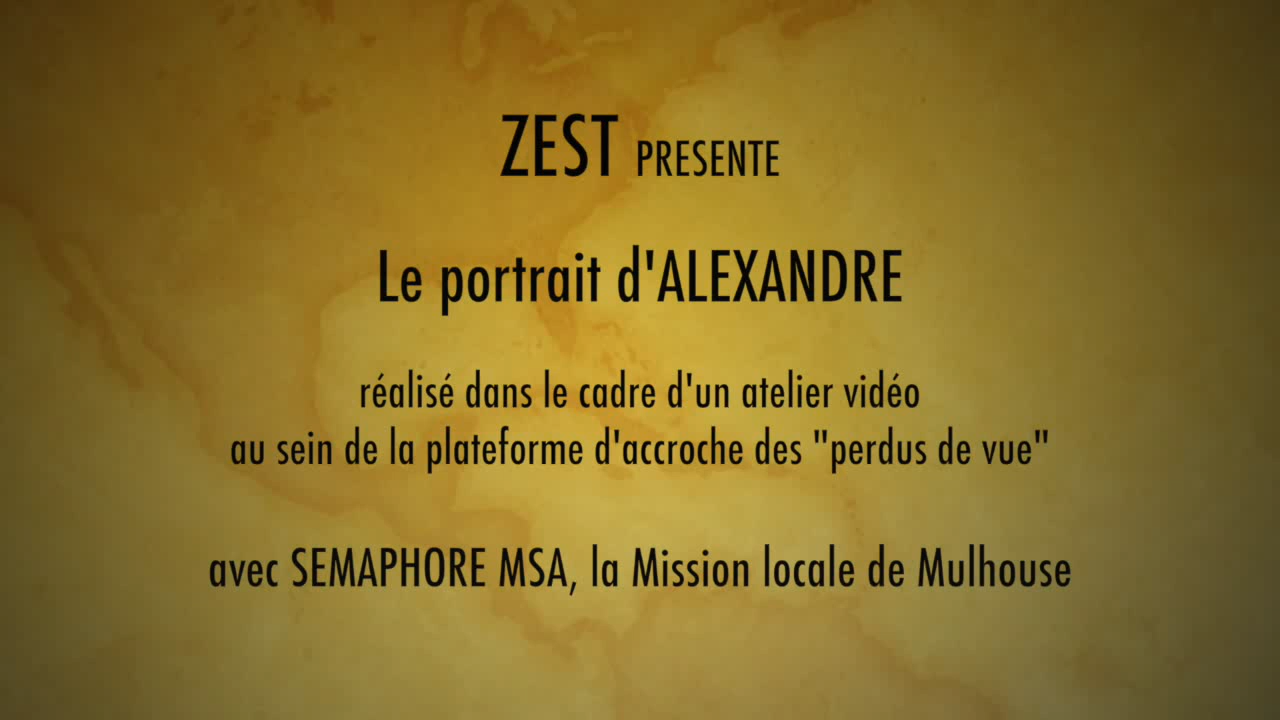 ZEST PRESENTE
Le portrait d'ALEXANDRE
réalisé dans le cadre d'un atelier vidéo
au sein de la plateforme d'accroche des "perdus de vue"
avec SEMAPHORE MSA, la Mission locale de Mulhouse